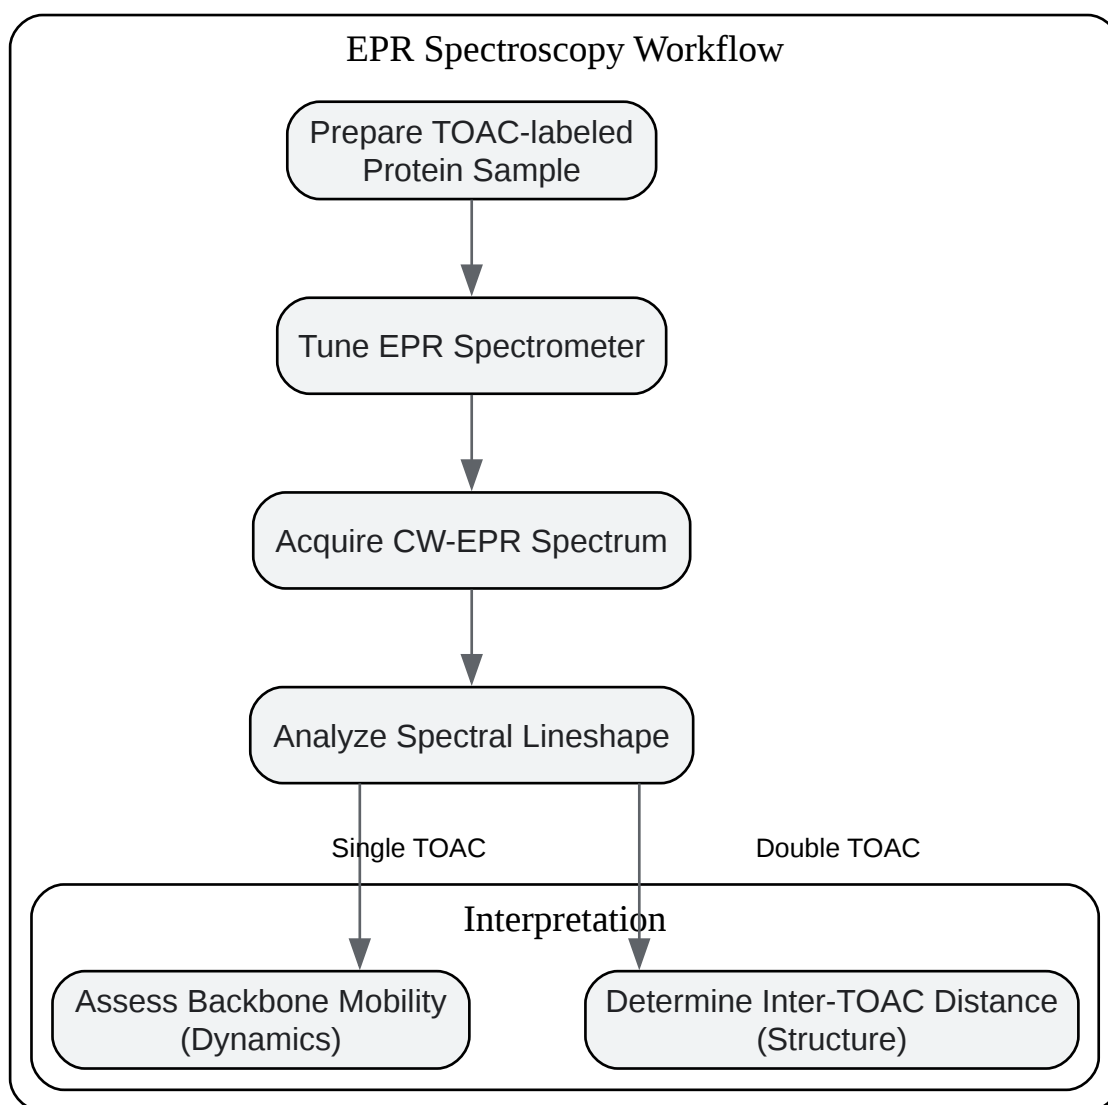 EPR Spectroscopy Workflow
Prepare TOAC-labeled
Protein Sample
Tune EPR Spectrometer
Acquire CW-EPR Spectrum
Analyze Spectral Lineshape
Single TOAC
Double TOAC
Interpretation
Assess Backbone Mobility
(Dynamics)
Determine Inter-TOAC Distance
(Structure)